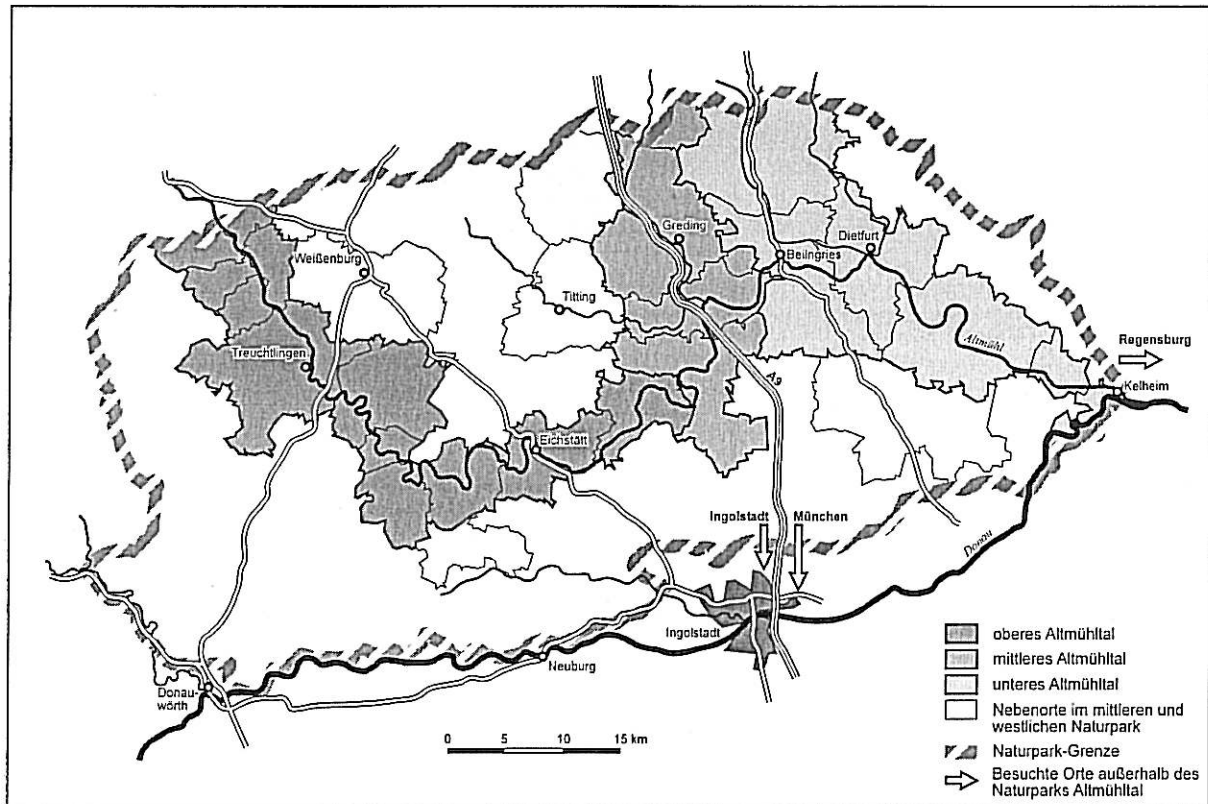 Greding
Dietfurt
Beilngries
Weißenburg
Titting
Treuchtlingen
Altmühl
Regensburg
A9
Kelheim
Eichstätt
Ingolstadt
München
Donau
Ingolstadt
Neuburg
Donau-
wörth
0 5 10 15 km
oberes Altmühltal
mittleres Altmühltal
unteres Altmühltal
Nebenorte im mittleren und
westlichen Naturpark
Naturpark-Grenze
Besuchte Orte außerhalb des
Naturparks Altmühltal